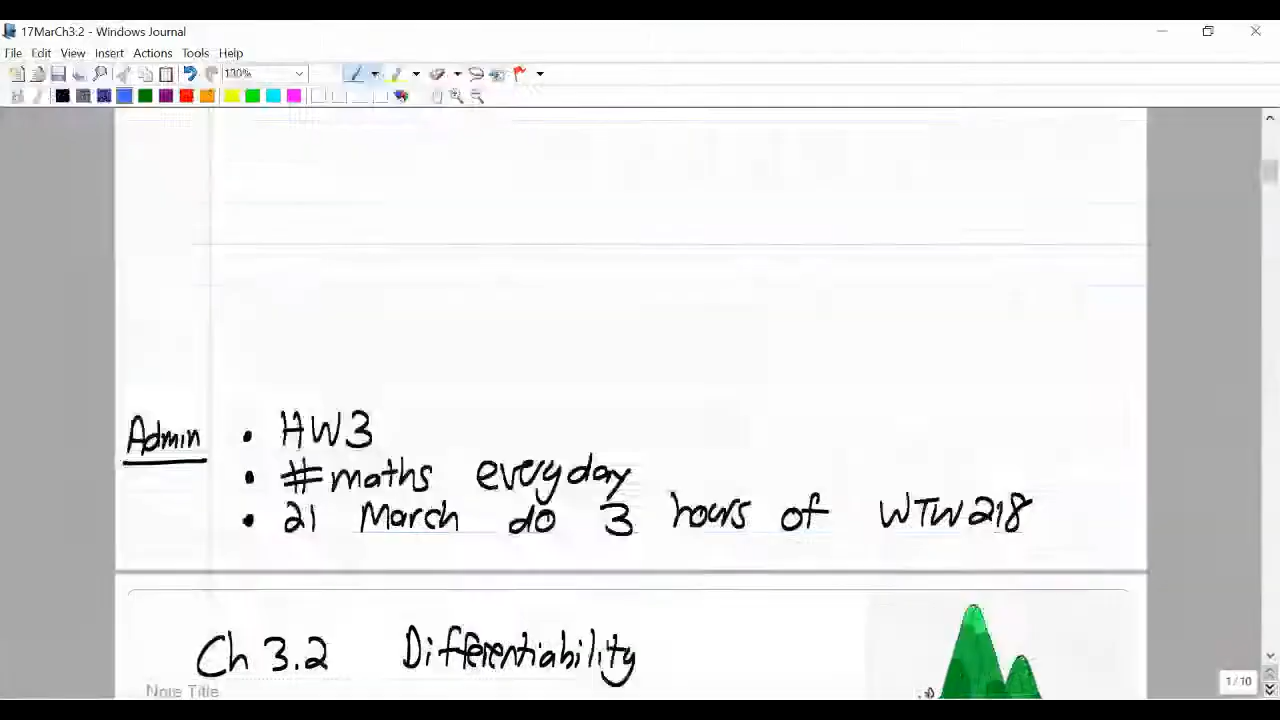 17MarCh3.2 - Windows Journal
File Edit View Insert Actions Tools Help
130%
Admin • HW3
• #maths everyday
• 21 March do 3 hours of WTW218
Ch 3.2 Differentiability
Note Title
1/10